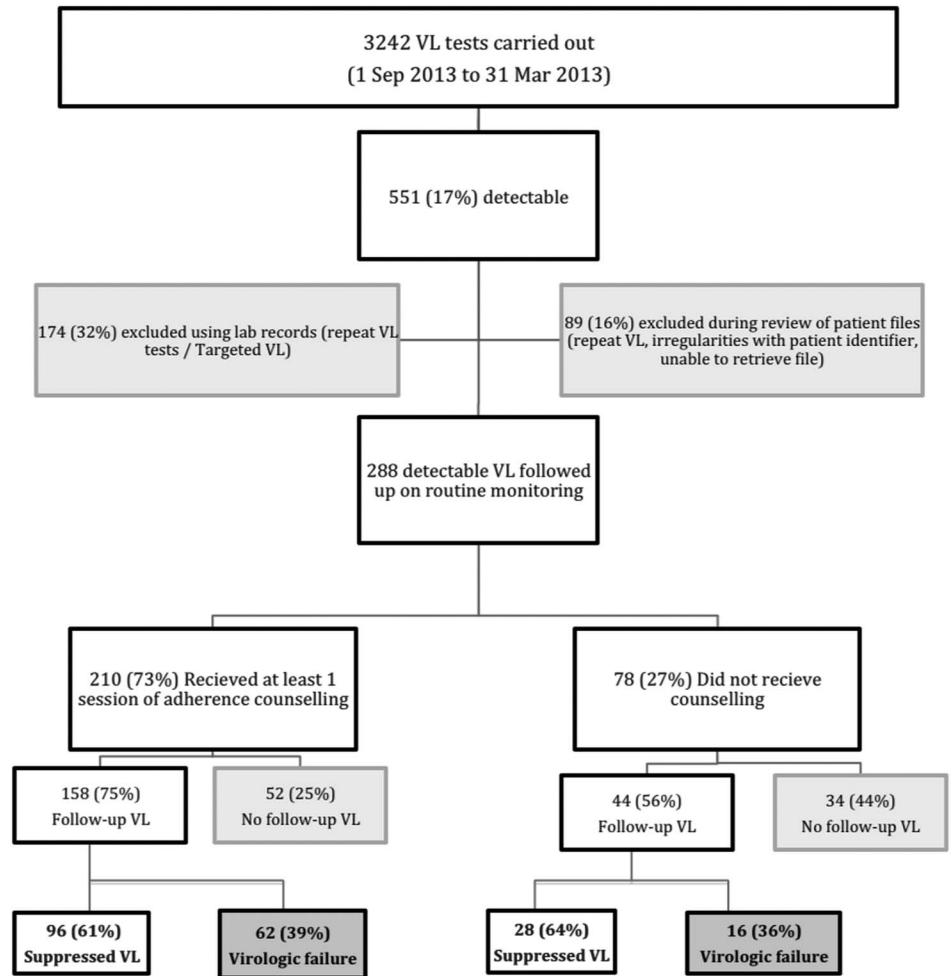 3242 VL tests carried out
(1 Sep 2013 to 31 Mar 2013)
551 (17%) detectable
174 (32%) excluded using lab records (repeat VL
tests / Targeted VL)
89 (16%) excluded during review of patient files
(repeat VL, irregularities with patient identifier,
unable to retrieve file)
288 detectable VL followed
up on routine monitoring
210 (73%) Recieved at least 1
session of adherence counselling
78 (27%) Did not recieve
counselling
158 (75%)
Follow-up VL
52 (25%)
No follow-up VL
44 (56%)
Follow-up VL
34 (44%)
No follow-up VL
96 (61%)
Suppressed VL
62 (39%)
Virologic failure
28 (64%)
Suppressed VL
16 (36%)
Virologic failure